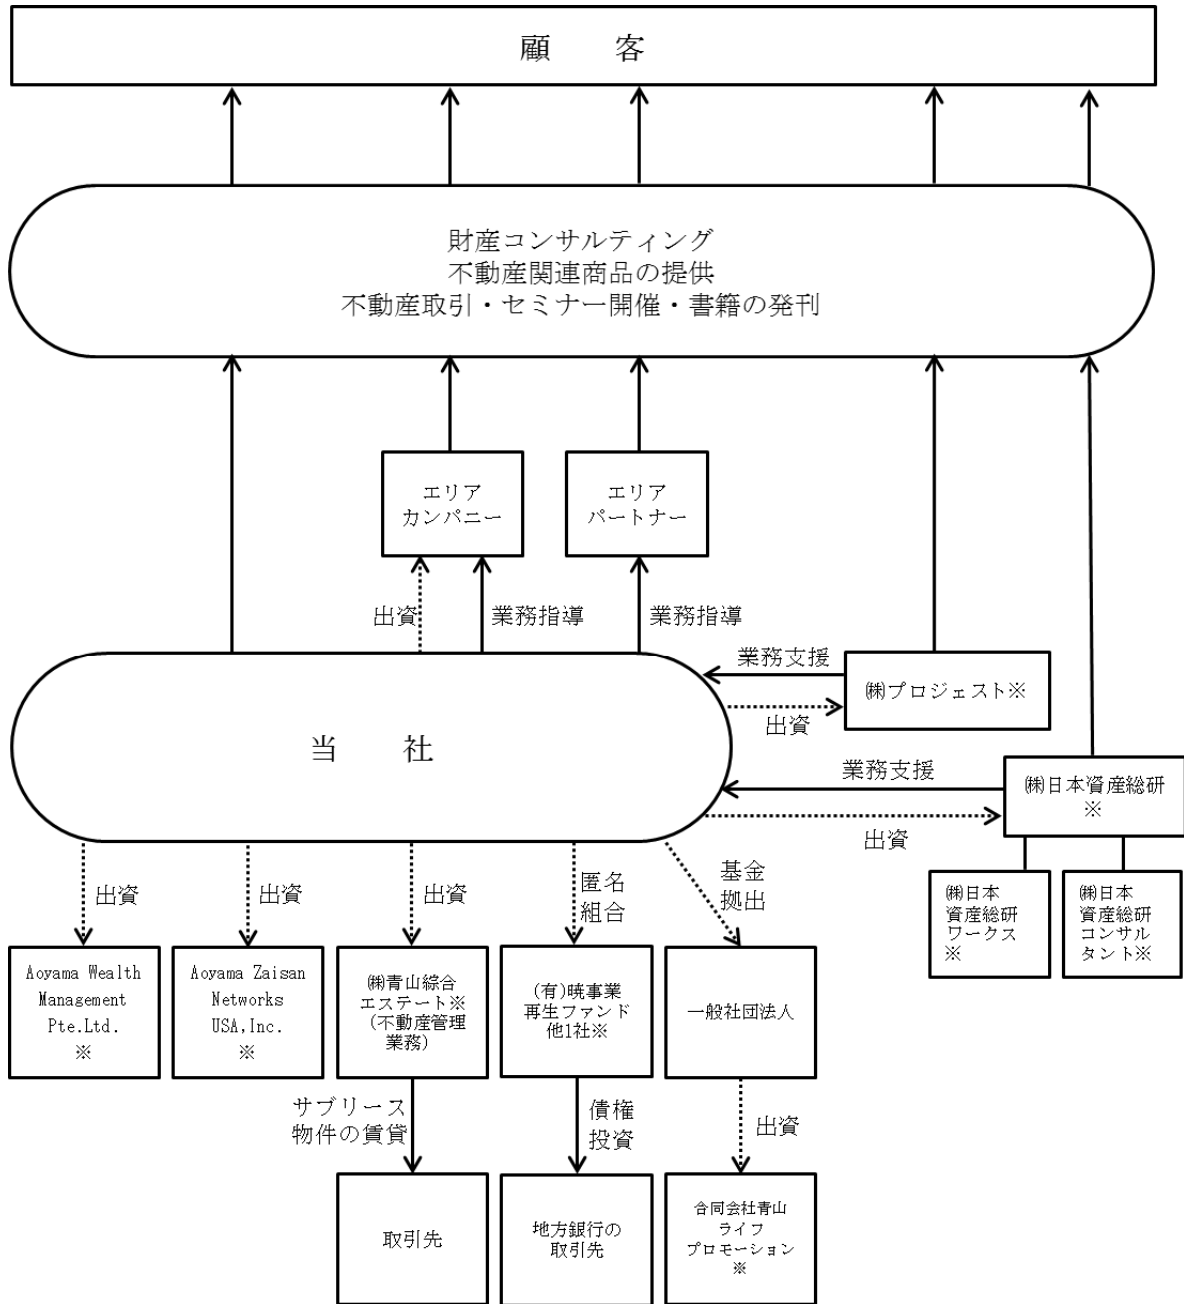 顧　客
財産コンサルティング
不動産関連商品の提供
不動産取引・セミナー開催・書籍の発刊
エリア
カンパニー
エリア
パートナー
出資
業務指導
業務指導
業務支援
㈱プロジェスト※
出資
当　社
業務支援
㈱日本資産総研
※
出資
㈱日本
資産総研
ワークス
※
㈱日本
資産総研
コンサル
タント※
出資
出資
出資
匿名
組合
基金
拠出
Aoyama Wealth
Management
Pte.Ltd.
※
Aoyama Zaisan
Networks
USA,Inc.
※
㈱青山綜合
エステート※
(不動産管理
業務)
(有)暁事業
再生ファンド
他1社※
一般社団法人
サブリース
物件の賃貸
債権
投資
出資
取引先
地方銀行の
取引先
合同会社青山
ライフ
プロモーション
※